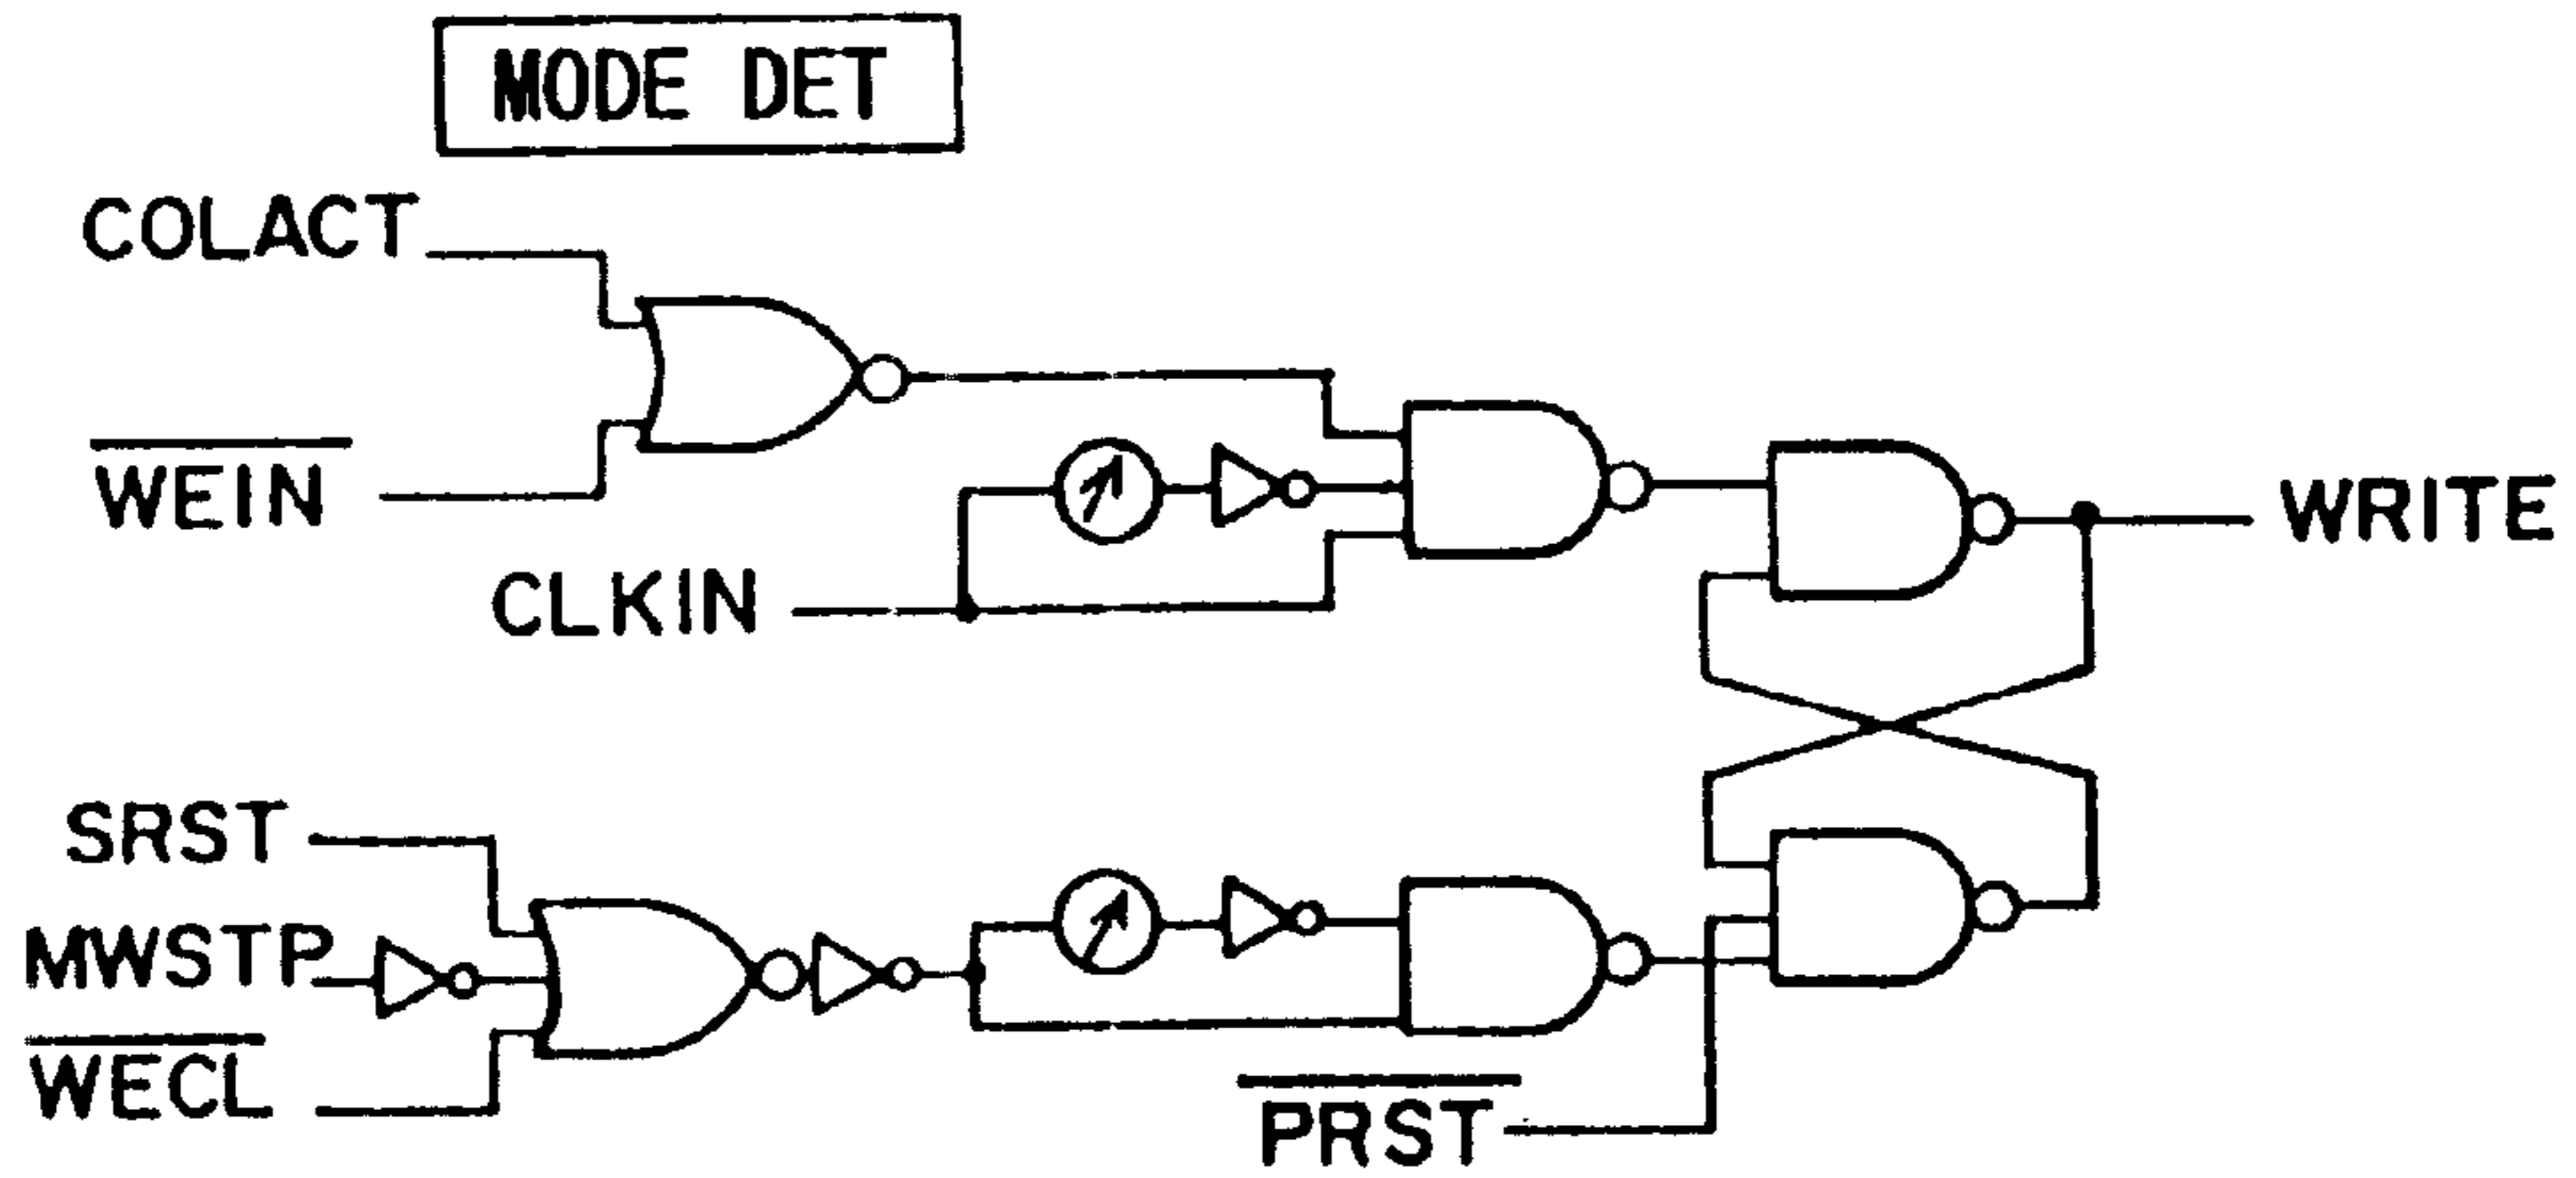 MODE DET
COLACT
WEIN
CLKIN
WRITE
SRST
MWSTP
WECL
PRST